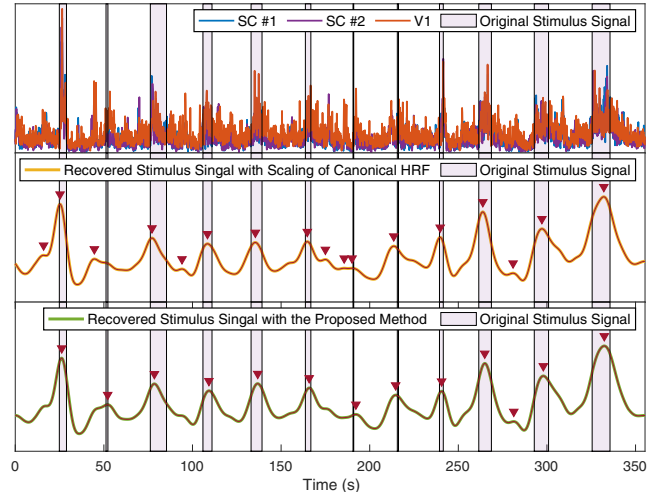 SC #1 SC #2 V1 Original Stimulus Signal
Recovered Stimulus Singal with Scaling of Canonical HRF Original Stimulus Signal
Recovered Stimulus Singal with the Proposed Method Original Stimulus Signal
0 50 100 150 200 250 300 350
Time (s)